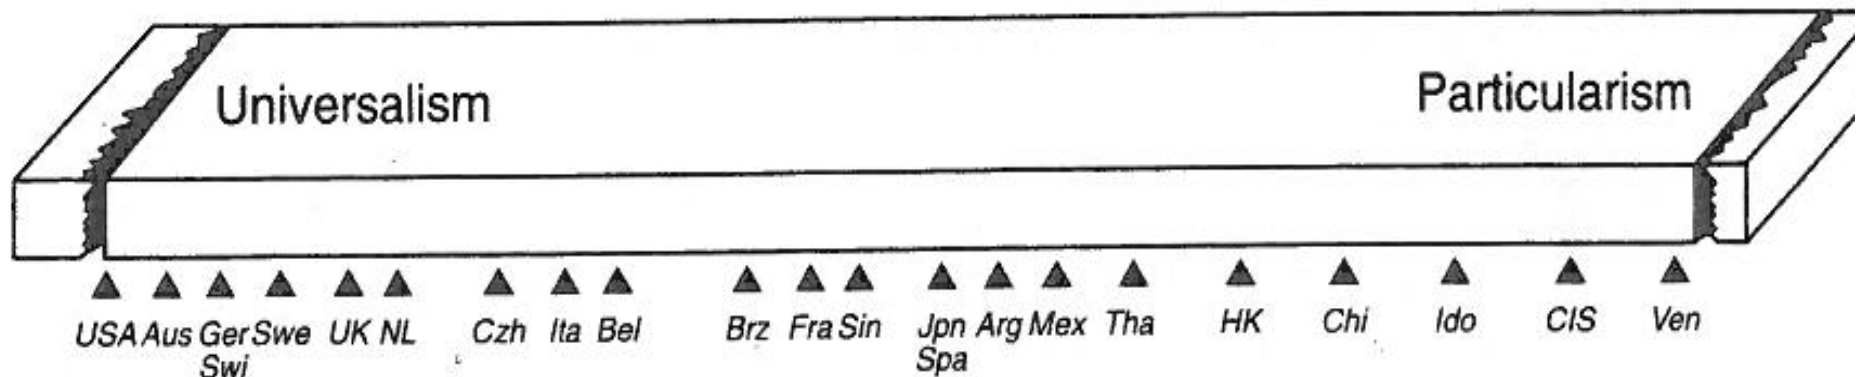 Universalism
Particularism
USA Aus Ger Swe UK NL Czh Ita Bel Brz Fra Sin Jpn Arg Mex Tha HK Chi Ido CIS Ven
Swi Spa